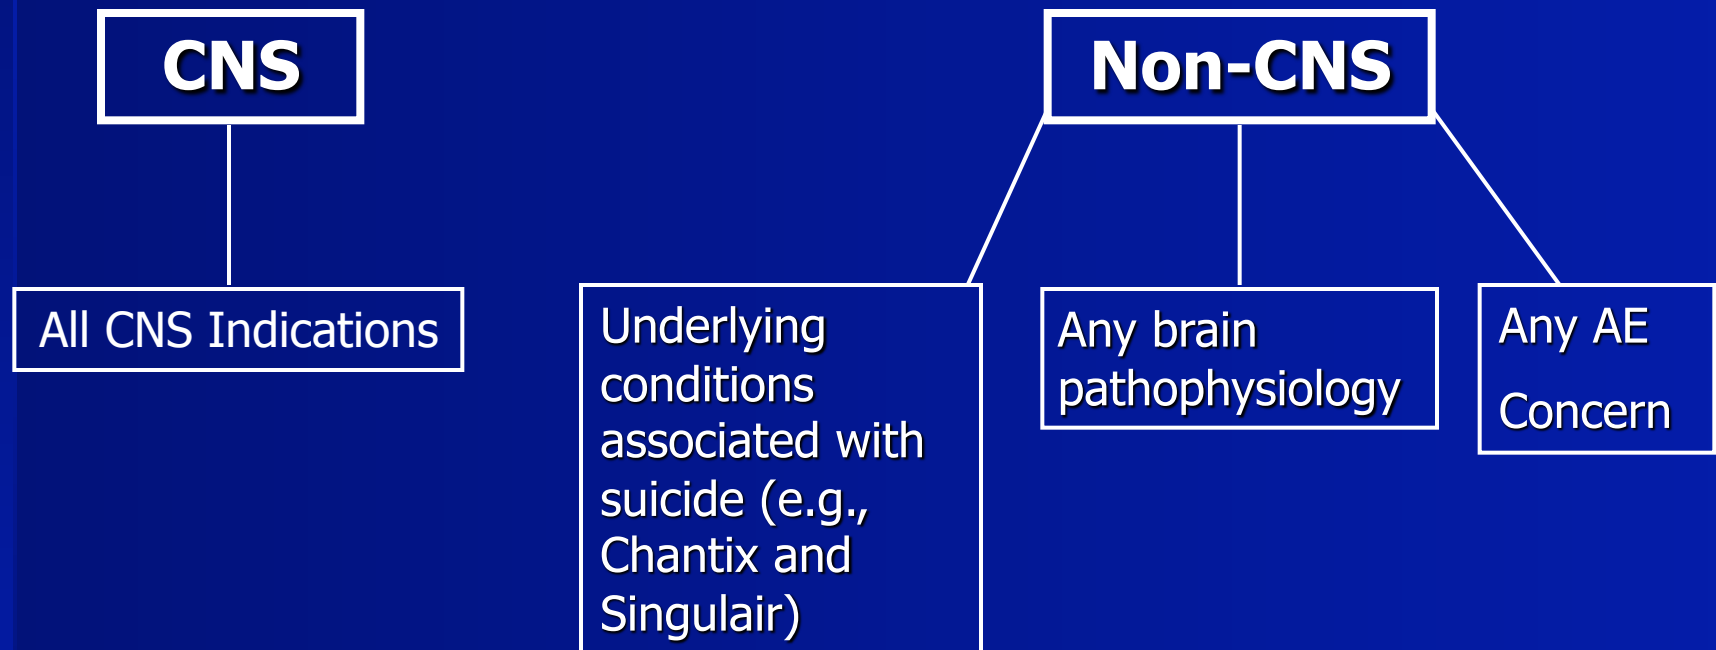 CNS
Non-CNS
All CNS Indications
Underlying
conditions
associated with
suicide (e.g.,
Chantix and
Singulair)
Any brain
pathophysiology
Any AE
Concern